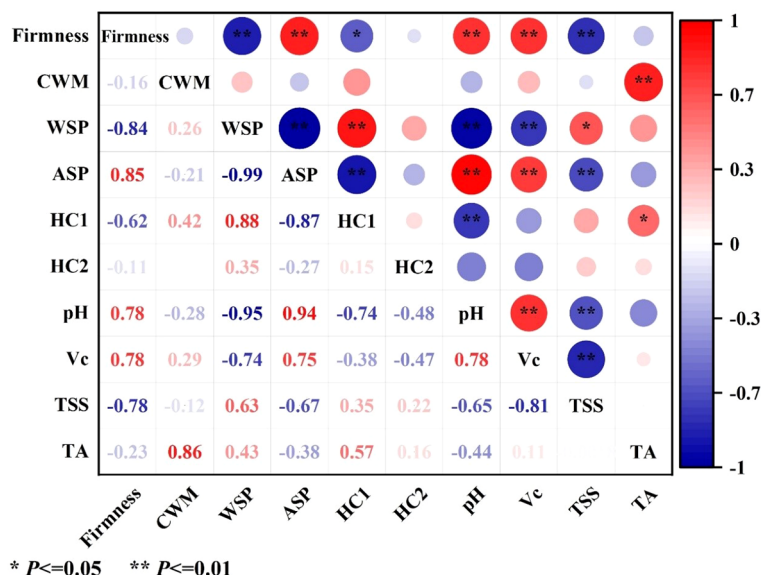 Firmness Firmness ** ** * ** ** ** 1
CWM -0.16 CWM ** 0.7
WSP -0.84 0.26 WSP ** ** ** ** *
ASP 0.85 -0.21 -0.99 ASP ** ** ** ** 0.3
HC1 -0.62 0.42 0.88 -0.87 HC1 ** * 0
HC2 -0.11 0.35 -0.27 0.15 HC2
pH 0.78 -0.28 -0.95 0.94 -0.74 -0.48 pH ** ** -0.3
Vc 0.78 0.29 -0.74 0.75 -0.38 -0.47 0.78 Vc **
TSS -0.78 -0.12 0.63 -0.67 0.35 0.22 -0.65 -0.81 TSS -0.7
TA -0.23 0.86 0.43 -0.38 0.57 0.16 -0.44 0.11 TA -1
Firmness CWM WSP ASP HC1 HC2 pH Vc TSS TA
* P<=0.05 ** P<=0.01